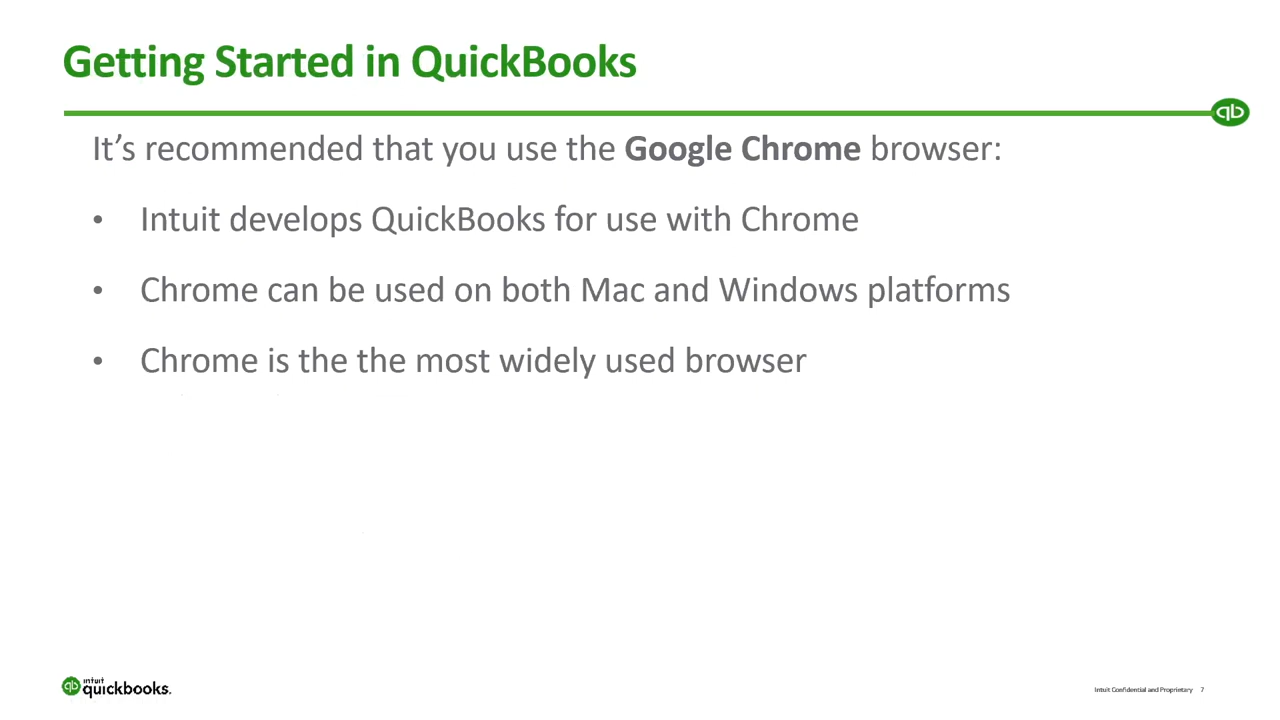 Getting Started in QuickBooks
qb
It’s recommended that you use the Google Chrome browser:
• Intuit develops QuickBooks for use with Chrome
• Chrome can be used on both Mac and Windows platforms
• Chrome is the the most widely used browser
qb intuit quickbooks.
Intuit Confidential and Proprietary 7